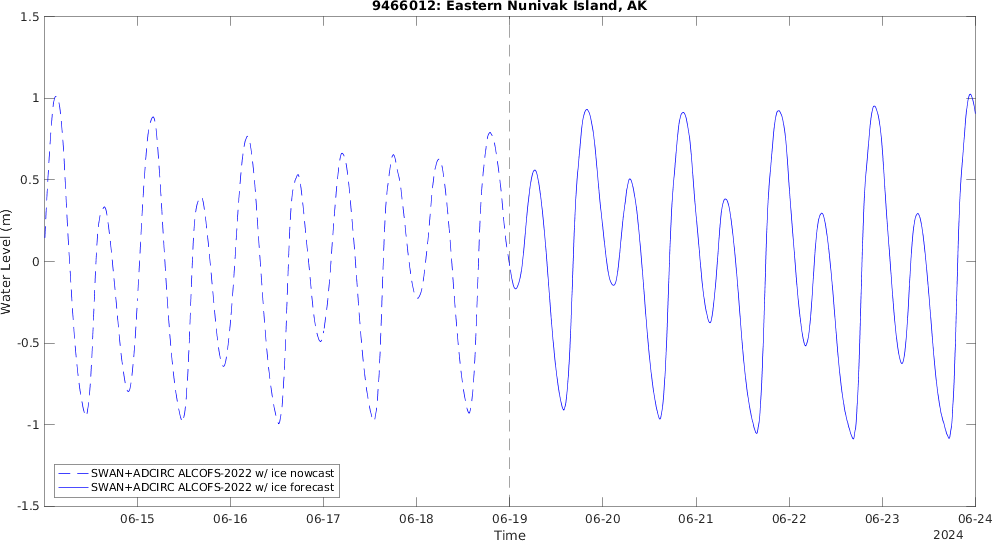 9466012: Eastern Nunivak Island, AK
1.5
1
0.5
0
-0.5
-1
-1.5
Water Level (m)
SWAN+ADCIRC ALCOFS-2022 w/ ice nowcast
SWAN+ADCIRC ALCOFS-2022 w/ ice forecast
06-15 06-16 06-17 06-18 06-19 06-20 06-21 06-22 06-23 06-24
Time
2024